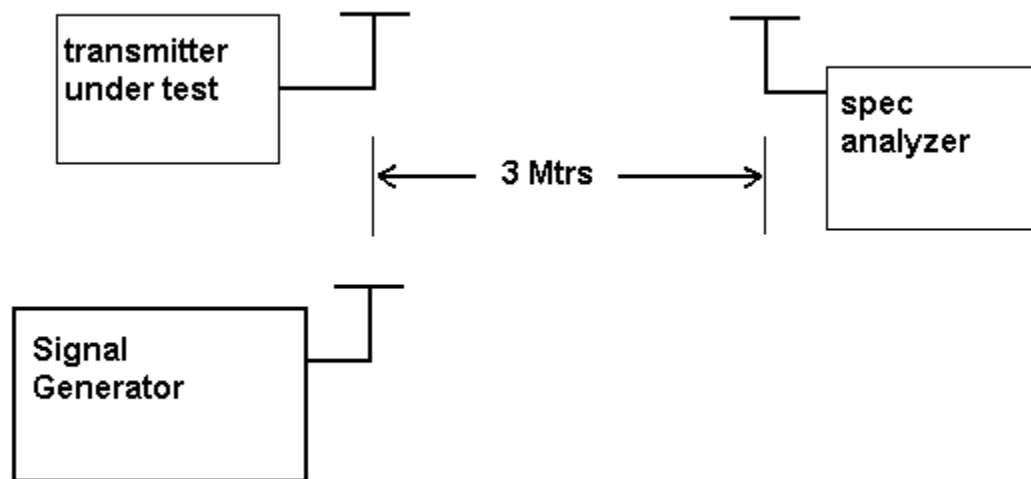 transmitter
under test
spec
analyzer
3 Mtrs
Signal
Generator